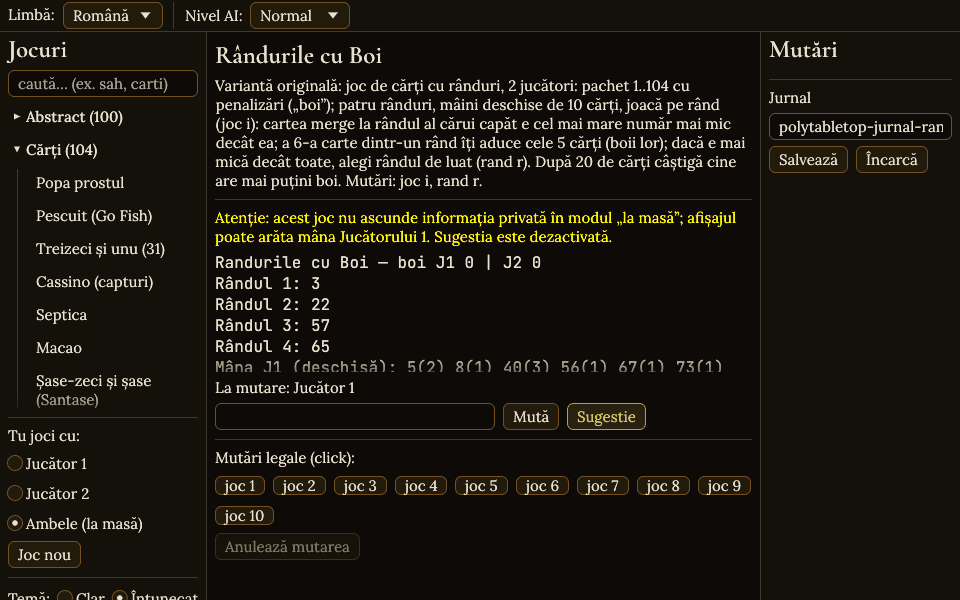 Limbă: Română Nivel AI: Normal
Jocuri
caută... (ex. sah, carti)
Abstract (100)
Cărți (104)
Popa prostul
Pescuit (Go Fish)
Treizeci și unu (31)
Cassino (capturi)
Septica
Macao
Șase-zeci și șase
(Santase)
Tu joci cu:
Jucător 1
Jucător 2
Ambele (la masă)
Joc nou
Temă: Clar Întunecat
Rândurile cu Boi
Variantă originală: joc de cărți cu rânduri, 2 jucători: pachet 1..104 cu
penalizări („boi”); patru rânduri, mâini deschise de 10 cărți, joacă pe rând
(joc i): cartea merge la rândul al cărui capăt e cel mai mare număr mai mic
decât ea; a 6-a carte dintr-un rând îți aduce cele 5 cărți (boii lor); dacă e mai
mică decât toate, alegi rândul de luat (rand r). După 20 de cărți câștigă cine
are mai puțini boi. Mutări: joc i, rand r.
Atenție: acest joc nu ascunde informația privată în modul „la masă”; afișajul
poate arăta mâna Jucătorului 1. Sugestia este dezactivată.
Randurile cu Boi — boi J1 0 | J2 0
Rândul 1: 3
Rândul 2: 22
Rândul 3: 57
Rândul 4: 65
Mâna J1 (deschisă): 5(2) 8(1) 40(3) 56(1) 67(1) 73(1)
La mutare: Jucător 1
Mută Sugestie
Mutări legale (click):
joc 1 joc 2 joc 3 joc 4 joc 5 joc 6 joc 7 joc 8 joc 9
joc 10
Anulează mutarea
Mutări
Jurnal
polytabletop-jurnal-ran
Salvează Încarcă